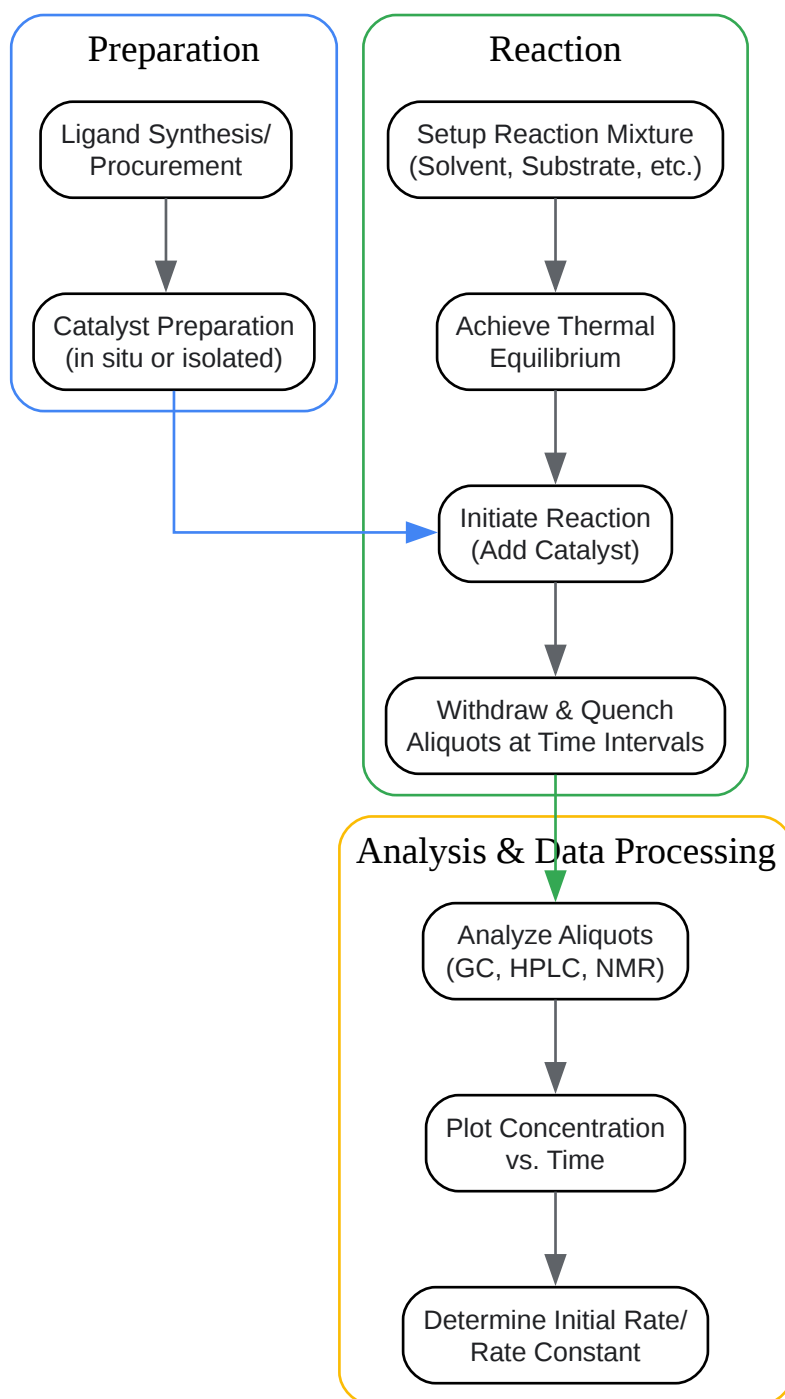 Preparation
Ligand Synthesis/
Procurement
Catalyst Preparation
(in situ or isolated)
Reaction
Setup Reaction Mixture
(Solvent, Substrate, etc.)
Achieve Thermal
Equilibrium
Initiate Reaction
(Add Catalyst)
Withdraw & Quench
Aliquots at Time Intervals
Analysis & Data Processing
Analyze Aliquots
(GC, HPLC, NMR)
Plot Concentration
vs. Time
Determine Initial Rate/
Rate Constant